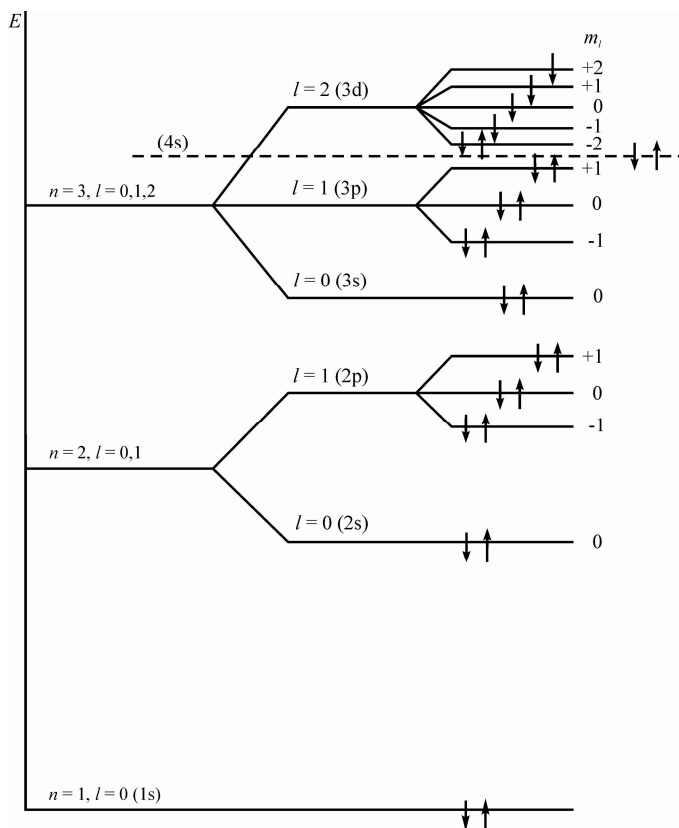 E
m_l
+2
l = 2 (3d)
+1
0
-1
(4s)
-2
+1
n = 3, l = 0,1,2
l = 1 (3p)
0
-1
l = 0 (3s)
0
+1
l = 1 (2p)
0
-1
n = 2, l = 0,1
l = 0 (2s)
0
n = 1, l = 0 (1s)